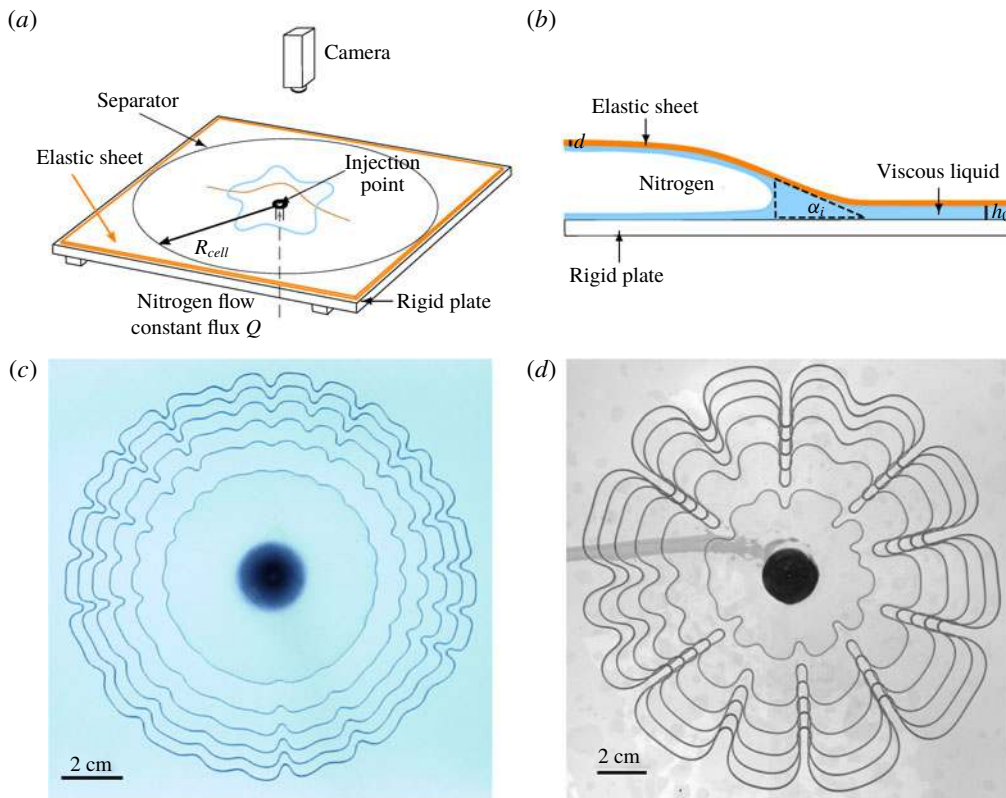 (a)
Camera
Separator
Elastic sheet
Injection
point
R_cell
Rigid plate
Nitrogen flow
constant flux Q
(b)
Elastic sheet
d
Nitrogen
Viscous liquid
α_i
h_0
Rigid plate
(c)
2 cm
(d)
2 cm